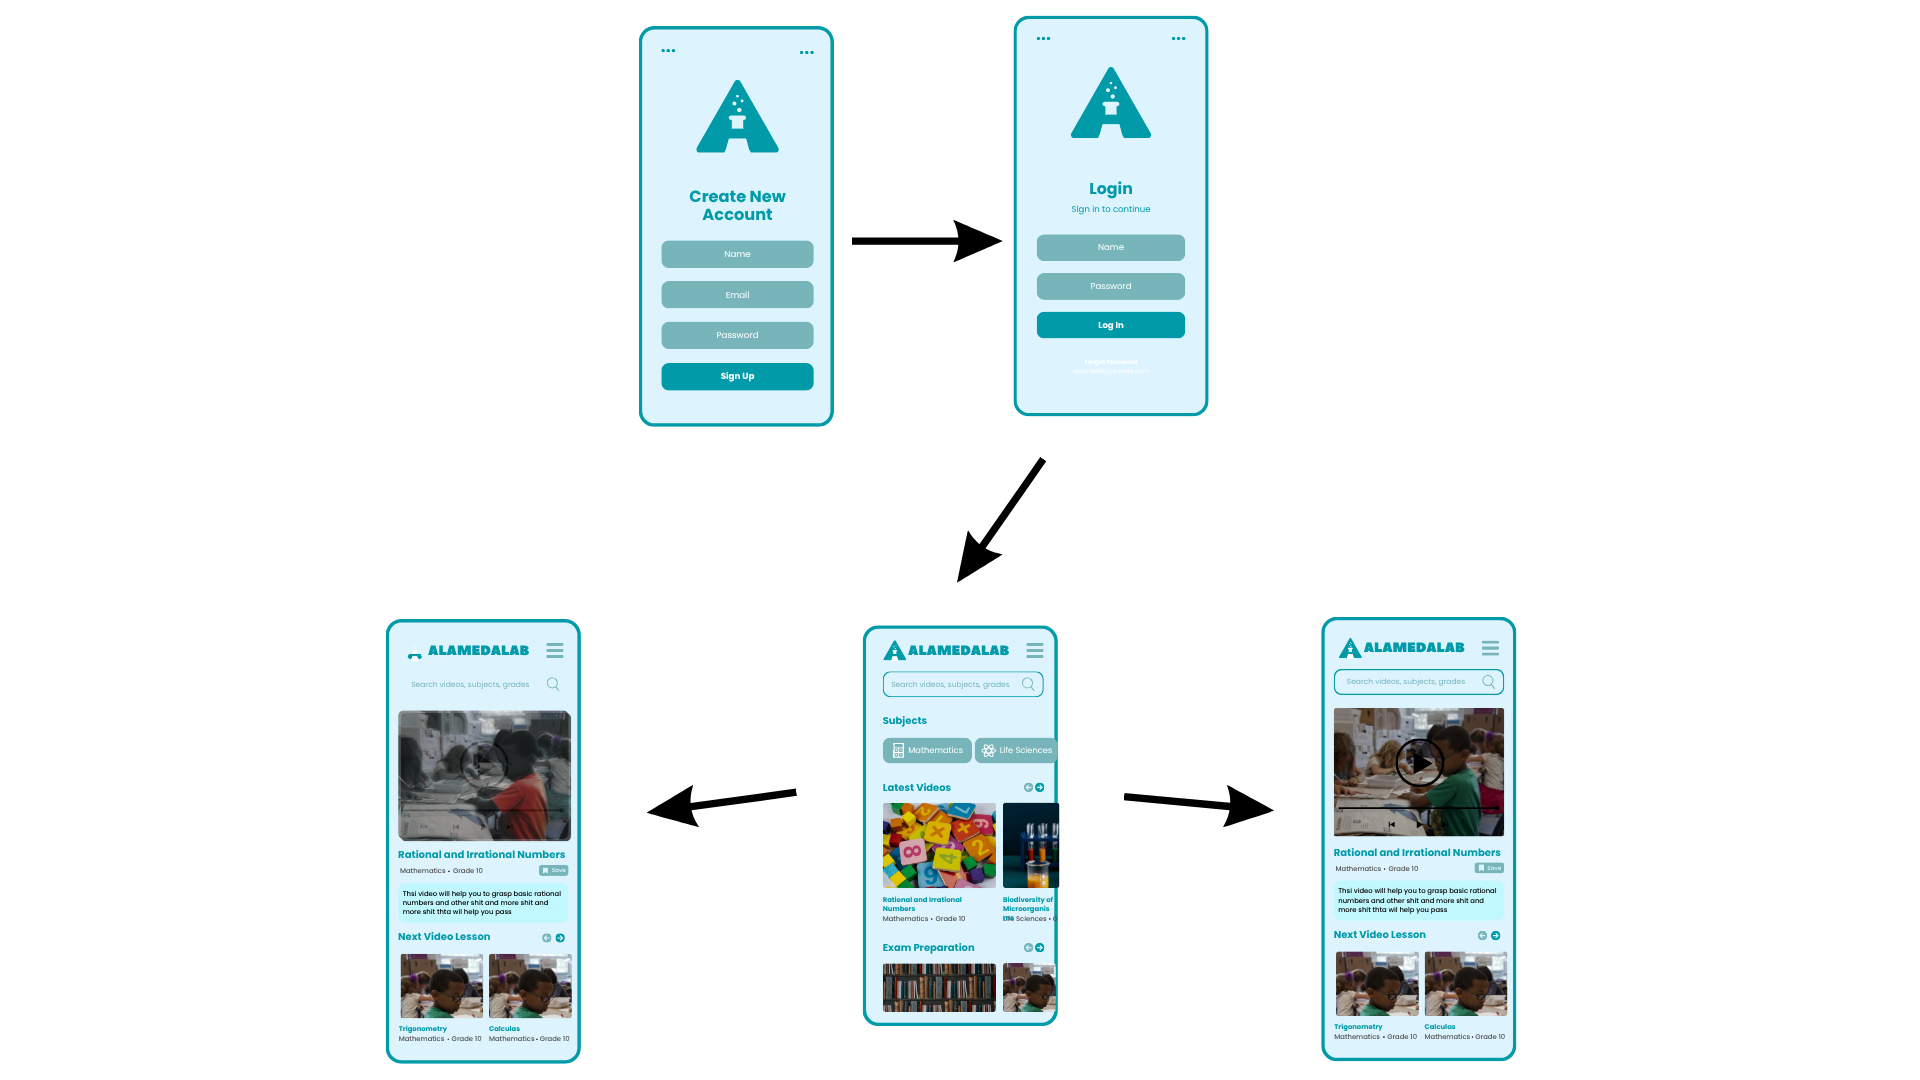 Create New
Account
Name
Email
Password
Sign Up
Login
Sign in to continue
Name
Password
Log In
Forgot Password
ALAMEDALAB
Search videos, subjects, grades
Rational and Irrational Numbers
Mathematics • Grade 10
Save
Thsi video will help you to grasp basic rational
numbers and other shit and more shit and
more shit thta wil help you pass
Next Video Lesson
Trigonometry
Mathematics • Grade 10
Calculas
Mathematics • Grade 10
ALAMEDALAB
Search videos, subjects, grades
Subjects
Mathematics
Life Sciences
Latest Videos
Rational and Irrational
Numbers
Mathematics • Grade 10
Biodiversity of
Microorganis
Sciences • G
Exam Preparation
ALAMEDALAB
Search videos, subjects, grades
Rational and Irrational Numbers
Mathematics • Grade 10
Save
Thsi video will help you to grasp basic rational
numbers and other shit and more shit and
more shit thta wil help you pass
Next Video Lesson
Trigonometry
Mathematics • Grade 10
Calculas
Mathematics • Grade 10